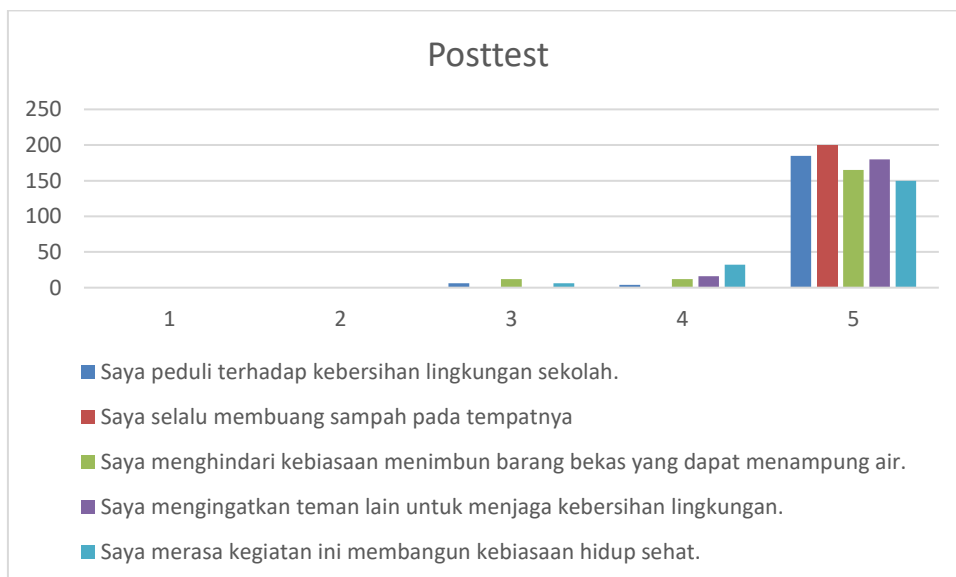 Posttest
250
200
150
100
50
0
1 2 3 4 5
Saya peduli terhadap kebersihan lingkungan sekolah.
Saya selalu membuang sampah pada tempatnya
Saya menghindari kebiasaan menimbun barang bekas yang dapat menampung air.
Saya mengingatkan teman lain untuk menjaga kebersihan lingkungan.
Saya merasa kegiatan ini membangun kebiasaan hidup sehat.